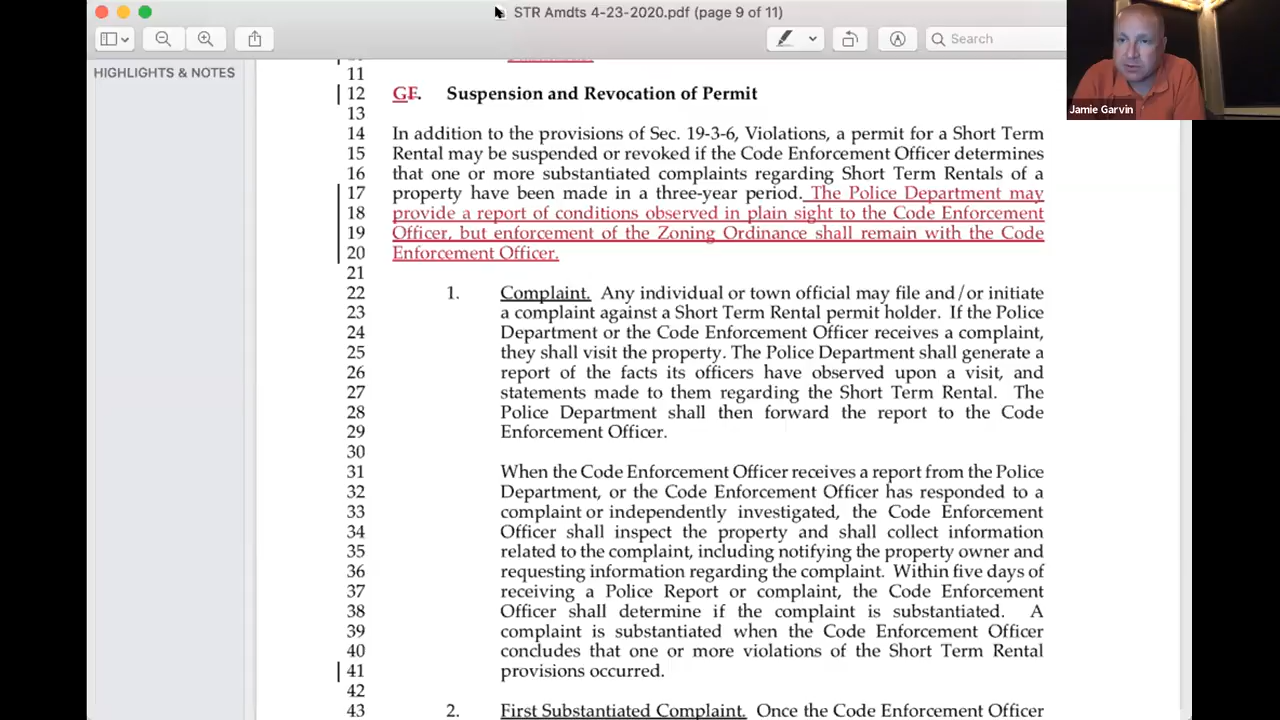 STR Amdts 4-23-2020.pdf (page 9 of 11)
Search
HIGHLIGHTS & NOTES
Jamie Garvin
11
12 GF. Suspension and Revocation of Permit
13
14 In addition to the provisions of Sec. 19-3-6, Violations, a permit for a Short Term
15 Rental may be suspended or revoked if the Code Enforcement Officer determines
16 that one or more substantiated complaints regarding Short Term Rentals of a
17 property have been made in a three-year period. The Police Department may
18 provide a report of conditions observed in plain sight to the Code Enforcement
19 Officer, but enforcement of the Zoning Ordinance shall remain with the Code
20 Enforcement Officer.
21
22 1. Complaint. Any individual or town official may file and/or initiate
23 a complaint against a Short Term Rental permit holder. If the Police
24 Department or the Code Enforcement Officer receives a complaint,
25 they shall visit the property. The Police Department shall generate a
26 report of the facts its officers have observed upon a visit, and
27 statements made to them regarding the Short Term Rental. The
28 Police Department shall then forward the report to the Code
29 Enforcement Officer.
30
31 When the Code Enforcement Officer receives a report from the Police
32 Department, or the Code Enforcement Officer has responded to a
33 complaint or independently investigated, the Code Enforcement
34 Officer shall inspect the property and shall collect information
35 related to the complaint, including notifying the property owner and
36 requesting information regarding the complaint. Within five days of
37 receiving a Police Report or complaint, the Code Enforcement
38 Officer shall determine if the complaint is substantiated. A
39 complaint is substantiated when the Code Enforcement Officer
40 concludes that one or more violations of the Short Term Rental
41 provisions occurred.
42
43 2. First Substantiated Complaint. Once the Code Enforcement Officer